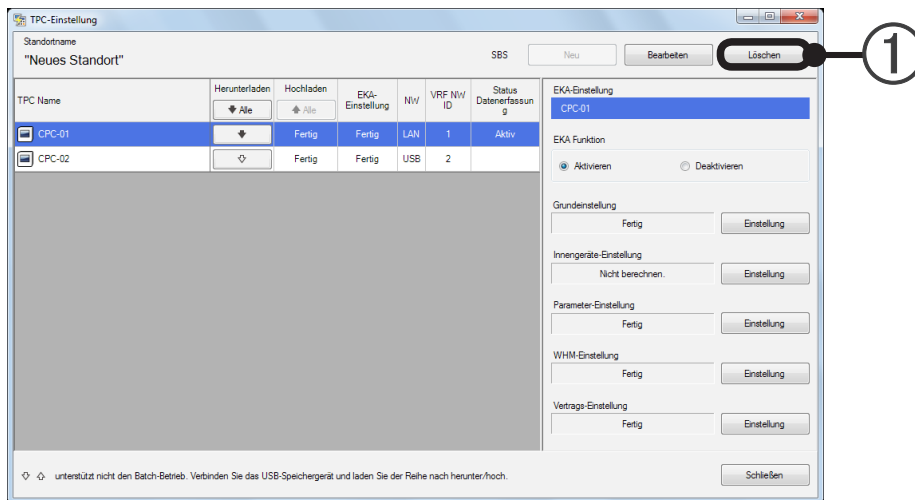 TPC-Einstellung
Standortname
"Neues Standort"
SBS
Neu
Bearbeiten
Löschen
1
TPC Name
Herunterladen
Alle
Hochladen
Alle
EKA-
Einstellung
NW
VRF NW
ID
Status
Datenerfassun
g
CPC-01
Fertig
Fertig
LAN
1
Aktiv
CPC-02
Fertig
Fertig
USB
2
EKA-Einstellung
CPC-01
EKA Funktion
Aktivieren
Deaktivieren
Grundeinstellung
Fertig
Einstellung
Innengeräte-Einstellung
Nicht berechnen.
Einstellung
Parameter-Einstellung
Fertig
Einstellung
WHM-Einstellung
Fertig
Einstellung
Vertrags-Einstellung
Fertig
Einstellung
unterstützt nicht den Batch-Betrieb. Verbinden Sie das USB-Speichergerät und laden Sie der Reihe nach herunter/hoch.
Schließen